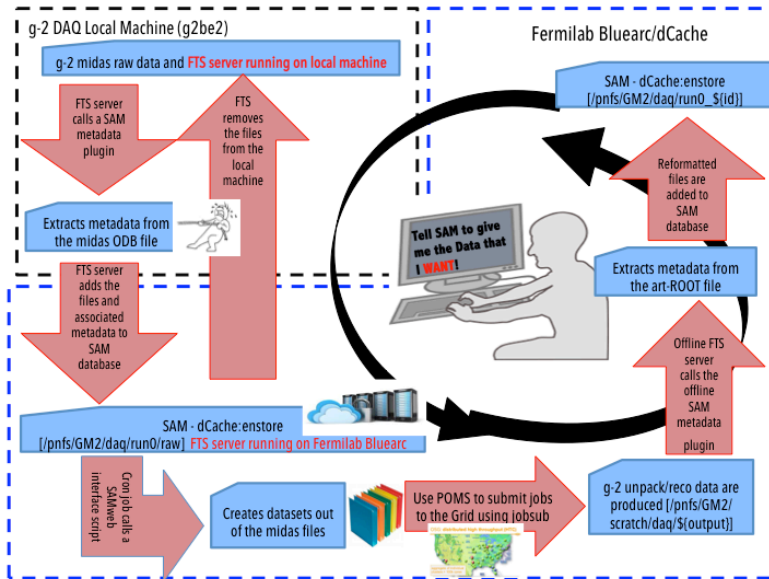 g-2 DAQ Local Machine (g2be2)
g-2 midas raw data and FTS server running on local machine
FTS server
calls a SAM
metadata
plugin
FTS
removes
the files
from the
local
machine
Extracts metadata from
the midas ODB file
FTS server
adds the
files and
associated
metadata to
SAM
database
SAM - dCache:enstore
[/pnfs/GM2/daq/run0/raw] FTS server running on Fermilab Bluearc
Cron job calls a
SAMweb
interface script
Creates datasets out
of the midas files
Use POMS to submit jobs
to the Grid using jobsub
g-2 unpack/reco data are
produced [/pnfs/GM2/
scratch/daq/${output}]
Offline FTS
server
calls the
offline
SAM
metadata
plugin
Extracts metadata from
the art-ROOT file
Reformatted
files are
added to
SAM
database
SAM - dCache:enstore
[/pnfs/GM2/daq/run0_${id}]
Fermilab Bluearc/dCache
Tell SAM to give
me the Data that
I WANT!